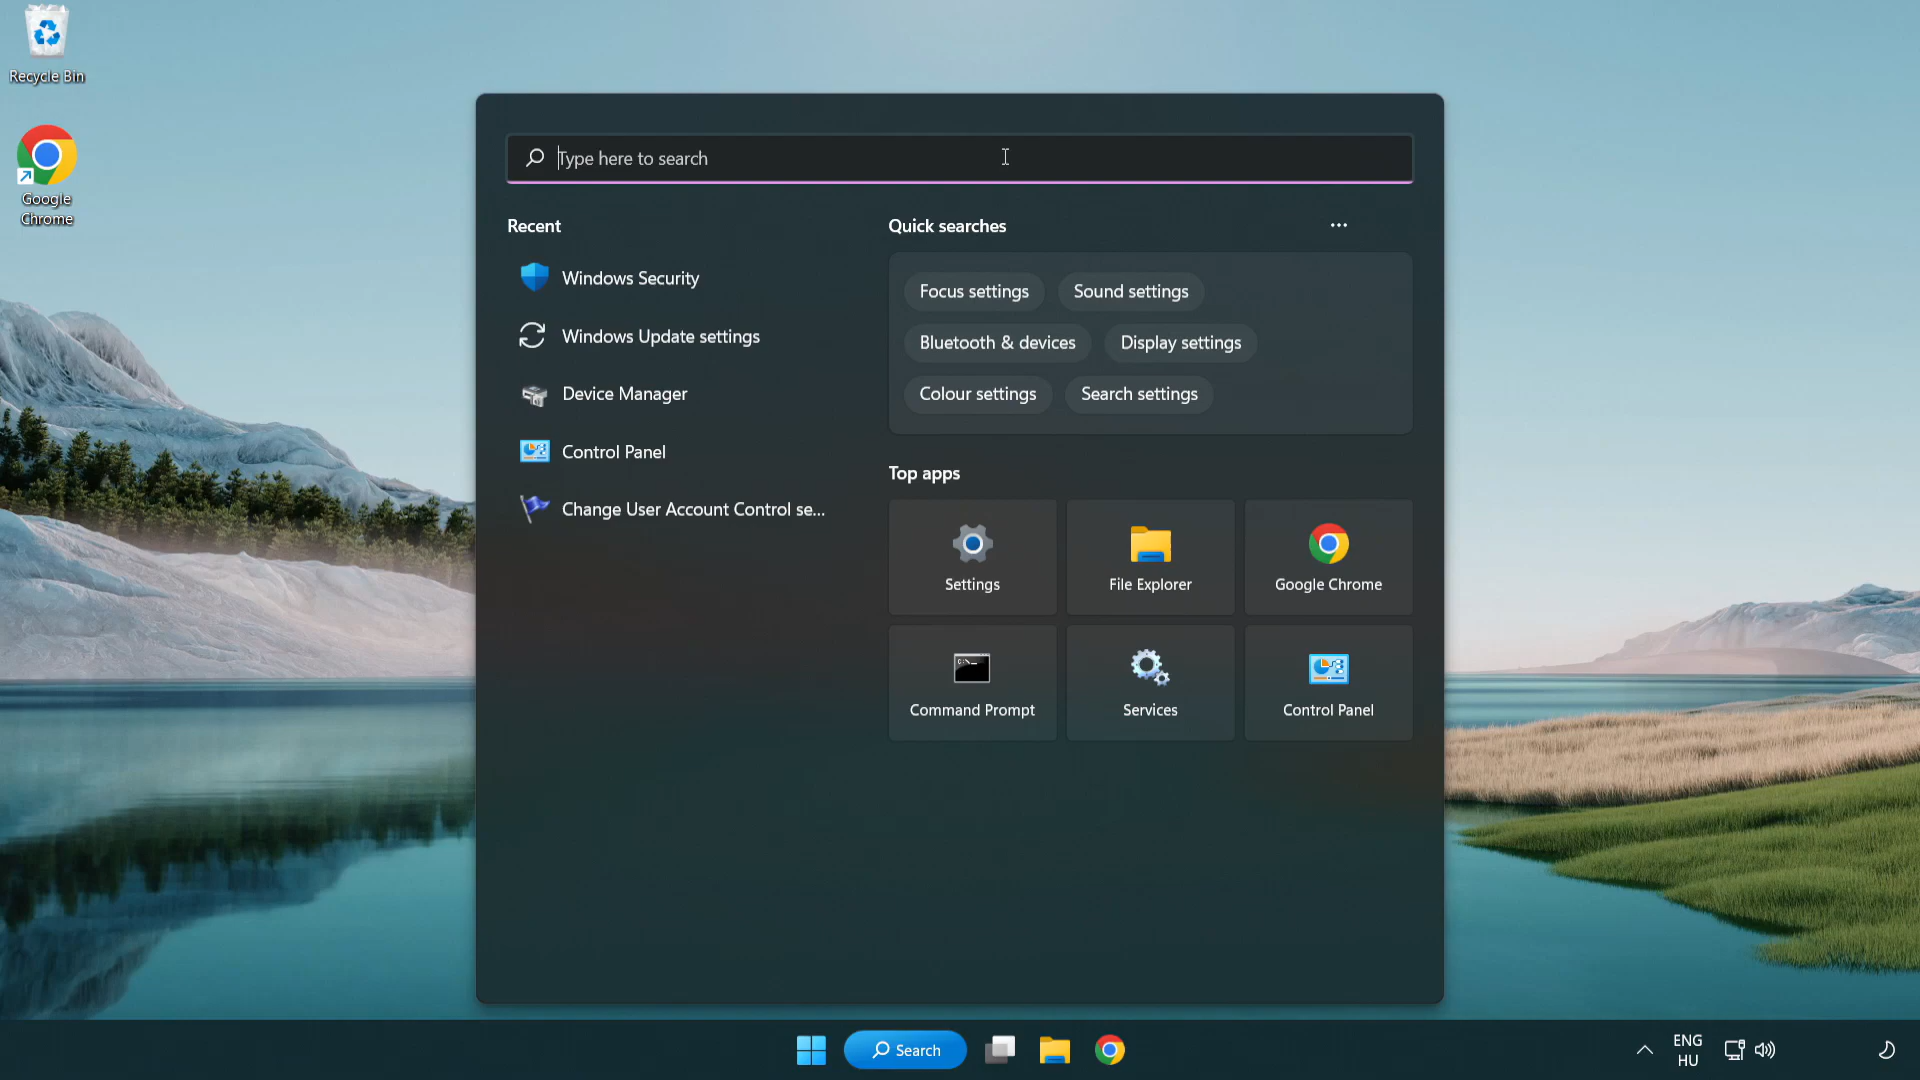 Recycle Bin
Google
Chrome
Type here to search
Recent
Windows Security
Windows Update settings
Device Manager
Control Panel
Change User Account Control se...
Quick searches
Focus settings
Sound settings
Bluetooth & devices
Display settings
Colour settings
Search settings
Top apps
Settings
File Explorer
Google Chrome
Command Prompt
Services
Control Panel
Search
ENG
HU